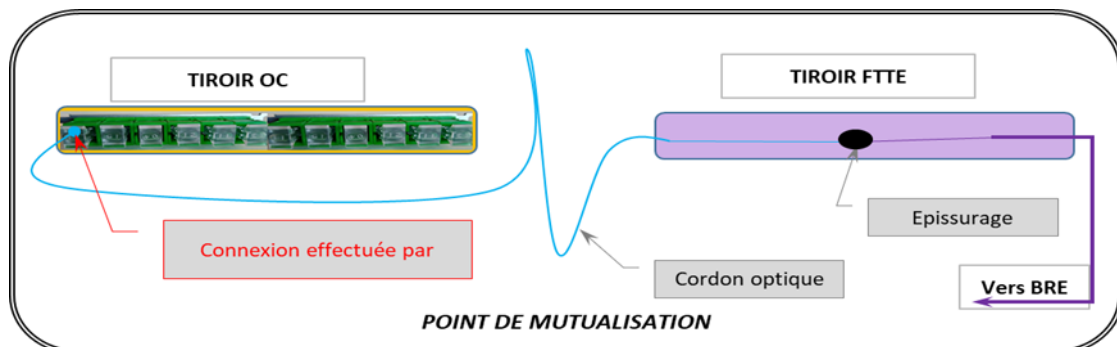 TIROIR OC
TIROIR FTTE
Connexion effectuée par
Epissurage
Cordon optique
Vers BRE
POINT DE MUTUALISATION